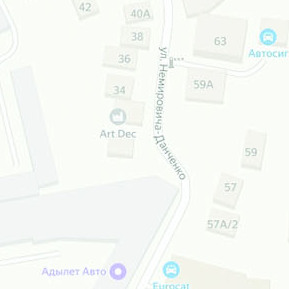 42
40А
38
36
63
Автосип
34
59А
Art Dec
ул. Немировича-Данченко
59
57
57А/2
Адылет Авто
Eurocat